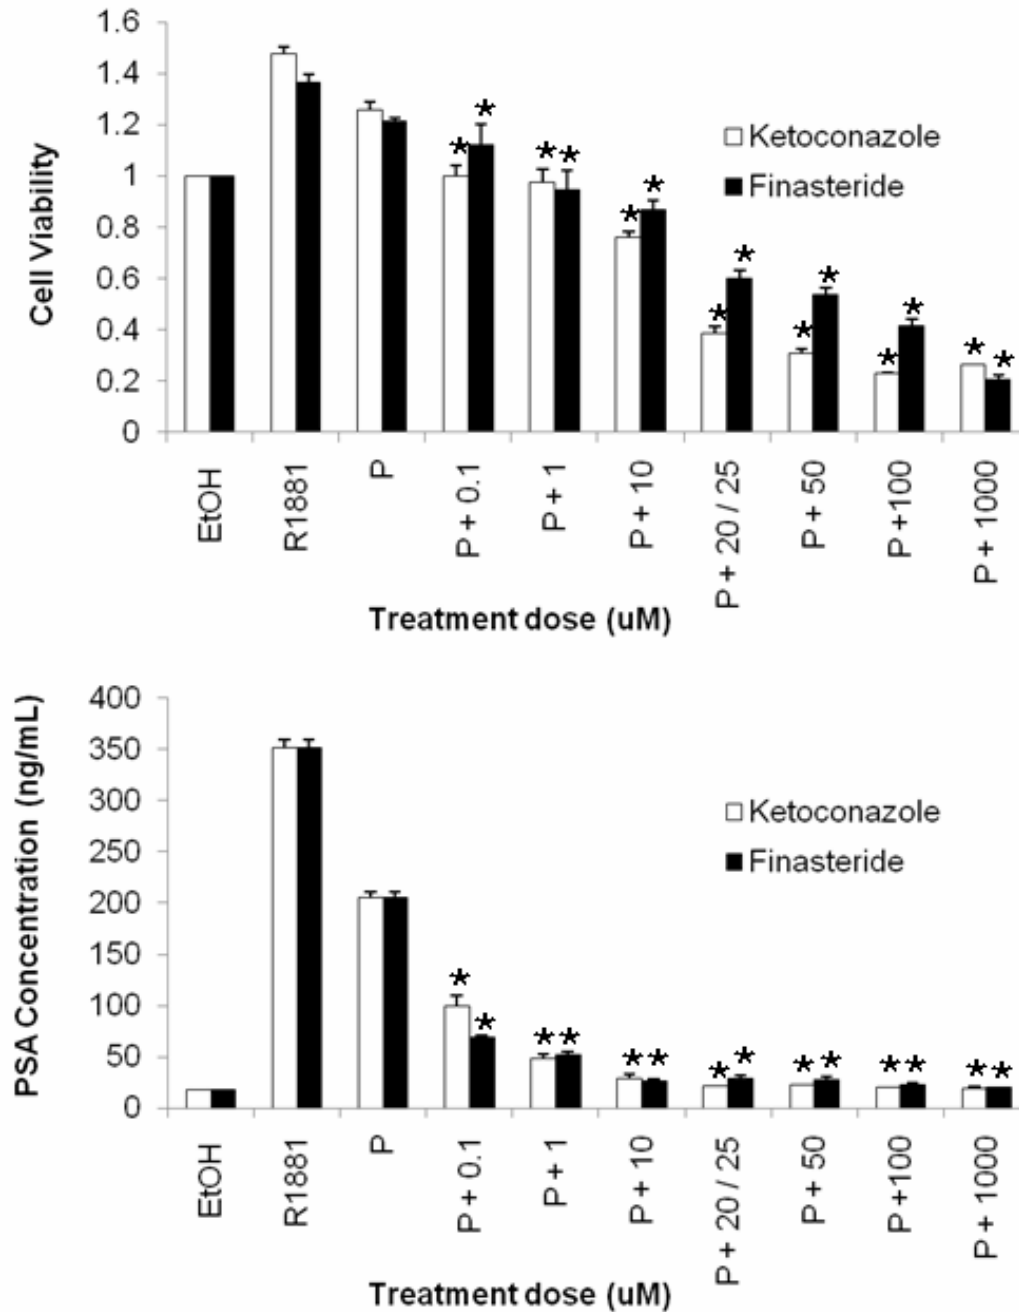 Cell Viability
1.6
1.4
1.2
1
0.8
0.6
0.4
0.2
0
Ketoconazole
Finasteride
EtOH
R1881
P
P + 0.1
P + 1
P + 10
P + 20 / 25
P + 50
P +100
P + 1000
Treatment dose (uM)
PSA Concentration (ng/mL)
400
350
300
250
200
150
100
50
0
Ketoconazole
Finasteride
EtOH
R1881
P
P + 0.1
P + 1
P + 10
P + 20 / 25
P + 50
P +100
P + 1000
Treatment dose (uM)